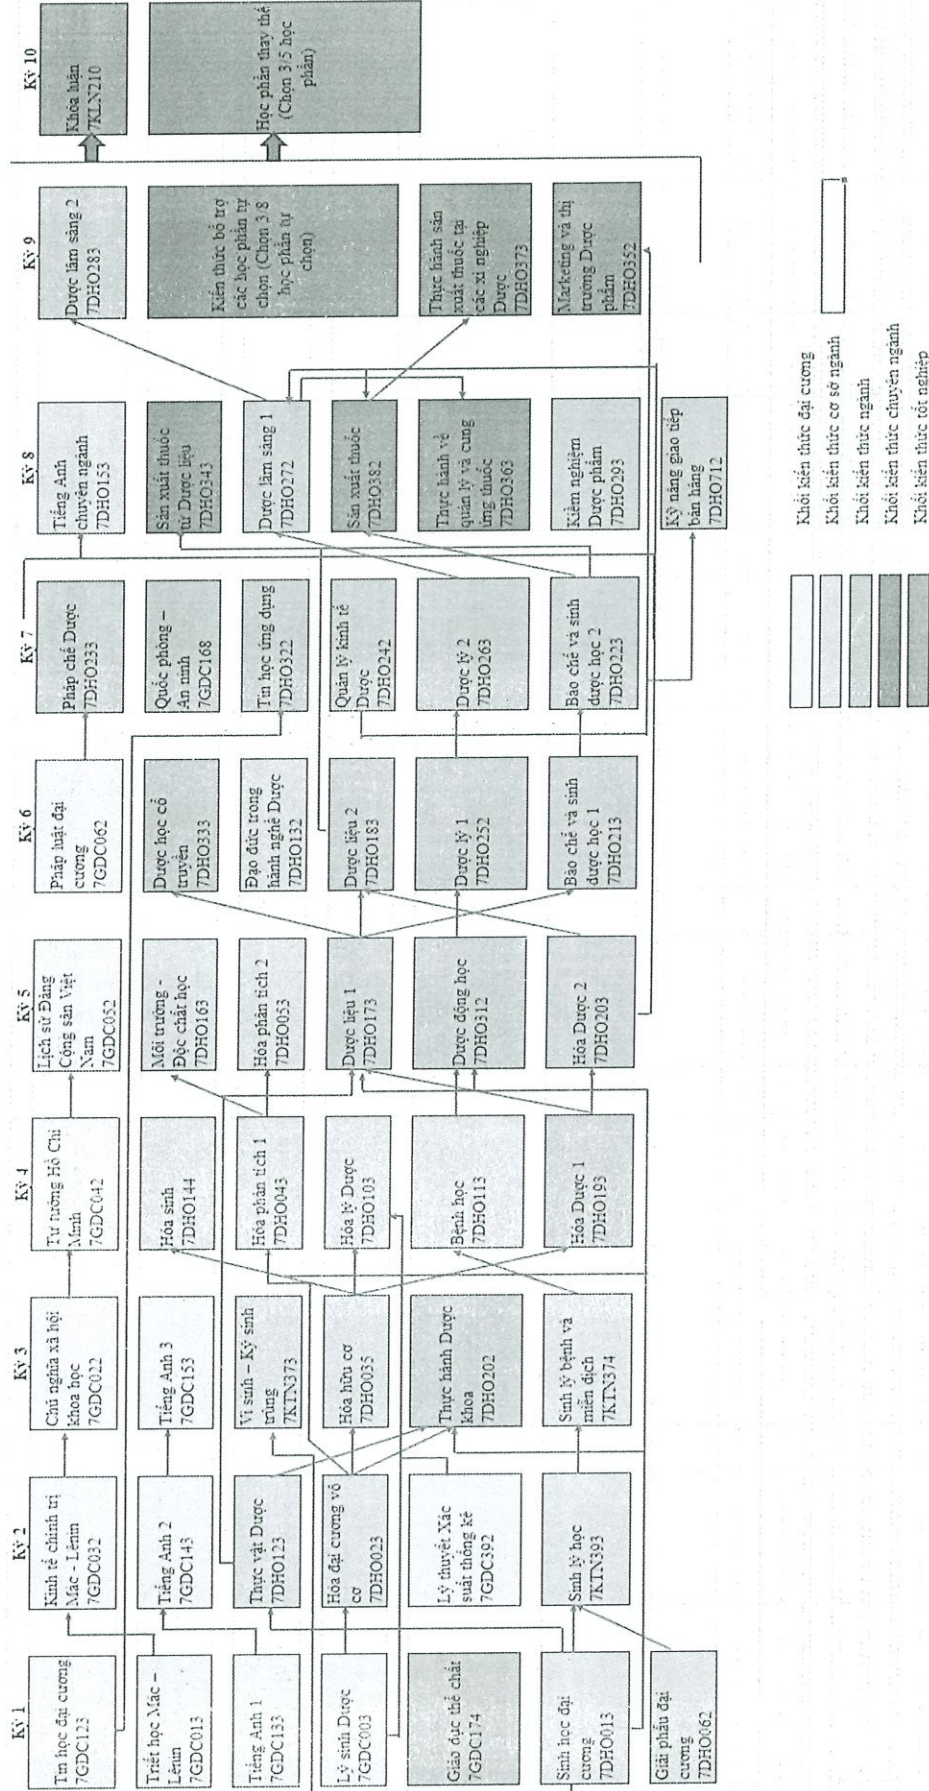 Kỳ 1
Tin học đại cương
7GDC123
Triết học Mác –
Lênin
7GDC013
Tiếng Anh 1
7GDC133
Lý sinh Dược
7GDC003
Giáo dục thể chất
7GDC174
Sinh học đại
cương
7DHO013
Giải phẫu đại
cương
7DHO062
Kỳ 2
Kinh tế chính trị
Mác - Lênin
7GDC032
Tiếng Anh 2
7GDC143
Thực vật Dược
7DHO123
Hóa đại cương vô
cơ
7DHO023
Lý thuyết Xác
suất thống kê
7GDC392
Sinh lý học
7KTN393
Kỳ 3
Chủ nghĩa xã hội
khoa học
7GDC022
Tiếng Anh 3
7GDC153
Vi sinh – Ký sinh
trùng
7KTN373
Hóa hữu cơ
7DHO035
Thực hành Dược
khoa
7DHO202
Sinh lý bệnh và
miễn dịch
7KTN374
Kỳ 4
Tư tưởng Hồ Chí
Minh
7GDC042
Hóa sinh
7DHO144
Hóa phân tích 1
7DHO043
Hóa lý Dược
7DHO103
Bệnh học
7DHO113
Hóa Dược 1
7DHO193
Kỳ 5
Lịch sử Đảng
Cộng sản Việt
Nam
7GDC052
Môi trường -
Độc chất học
7DHO163
Hóa phân tích 2
7DHO053
Dược liệu 1
7DHO173
Dược động học
7DHO312
Hóa Dược 2
7DHO203
Kỳ 6
Pháp luật đại
cương
7GDC062
Dược học cổ
truyền
7DHO333
Đạo đức trong
hành nghề Dược
7DHO132
Dược liệu 2
7DHO183
Dược lý 1
7DHO252
Bào chế và sinh
dược học 1
7DHO213
Kỳ 7
Pháp chế Dược
7DHO233
Quốc phòng –
An ninh
7GDC168
Tin học ứng dụng
7DHO322
Quản lý kinh tế
Dược
7DHO242
Dược lý 2
7DHO263
Bào chế và sinh
dược học 2
7DHO223
Kỳ 8
Tiếng Anh
chuyên ngành
7DHO153
Sản xuất thuốc
từ Dược liệu
7DHO343
Dược lâm sàng 1
7DHO272
Sản xuất thuốc
7DHO382
Thực hành về
quản lý và cung
ứng thuốc
7DHO363
Kiểm nghiệm
Dược phẩm
7DHO293
Kỹ năng giao tiếp
bán hàng
7DHO712
Kỳ 9
Dược lâm sàng 2
7DHO283
Kiến thức bổ trợ
các học phần tự
chọn (Chọn 3/8
học phần tự
chọn)
Thực hành sản
xuất thuốc tại
các xí nghiệp
Dược
7DHO373
Marketing và thị
trường Dược
phẩm
7DHO352
Kỳ 10
Khóa luận
7KLN210
Học phần thay thế
(Chọn 3/5 học
phần)
Khối kiến thức đại cương
Khối kiến thức cơ sở ngành
Khối kiến thức ngành
Khối kiến thức chuyên ngành
Khối kiến thức tốt nghiệp